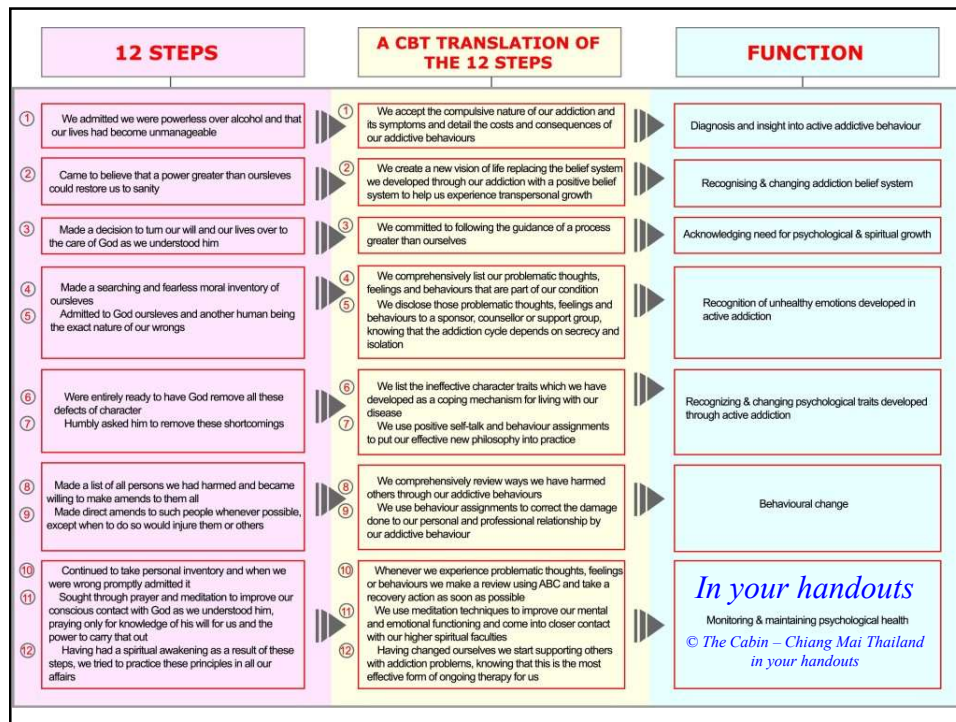 12 STEPS
A CBT TRANSLATION OF
THE 12 STEPS
FUNCTION
1 We admitted we were powerless over alcohol and that
our lives had become unmanageable
1 We accept the compulsive nature of our addiction and
its symptoms and detail the costs and consequences of
our addictive behaviours
Diagnosis and insight into active addictive behaviour
2 Came to believe that a power greater than oursleves
could restore us to sanity
2 We create a new vision of life replacing the belief system
we developed through our addiction with a positive belief
system to help us experience transpersonal growth
Recognising & changing addiction belief system
3 Made a decision to turn our will and our lives over to
the care of God as we understood him
3 We committed to following the guidance of a process
greater than ourselves
Acknowledging need for psychological & spiritual growth
4 Made a searching and fearless moral inventory of
oursleves
5 Admitted to God oursleves and another human being
the exact nature of our wrongs
4 We comprehensively list our problematic thoughts,
feelings and behaviours that are part of our condition
5 We disclose those problematic thoughts, feelings and
behaviours to a sponsor, counsellor or support group,
knowing that the addiction cycle depends on secrecy and
isolation
Recognition of unhealthy emotions developed in
active addiction
6 Were entirely ready to have God remove all these
defects of character
7 Humbly asked him to remove these shortcomings
6 We list the ineffective character traits which we have
developed as a coping mechanism for living with our
disease
7 We use positive self-talk and behaviour assignments
to put our effective new philosophy into practice
Recognizing & changing psychological traits developed
through active addiction
8 Made a list of all persons we had harmed and became
willing to make amends to them all
9 Made direct amends to such people whenever possible,
except when to do so would injure them or others
8 We comprehensively review ways we have harmed
others through our addictive behaviours
9 We use behaviour assignments to correct the damage
done to our personal and professional relationship by
our addictive behaviour
Behavioural change
10 Continued to take personal inventory and when we
were wrong promptly admitted it
11 Sought through prayer and meditation to improve our
conscious contact with God as we understood him,
praying only for knowledge of his will for us and the
power to carry that out
12 Having had a spiritual awakening as a result of these
steps, we tried to practice these principles in all our
affairs
10 Whenever we experience problematic thoughts, feelings
or behaviours we make a review using ABC and take a
recovery action as soon as possible
11 We use meditation techniques to improve our mental
and emotional functioning and come into closer contact
with our higher spiritual faculties
12 Having changed ourselves we start supporting others
with addiction problems, knowing that this is the most
effective form of ongoing therapy for us
In your handouts
Monitoring & maintaining psychological health
© The Cabin – Chiang Mai Thailand
in your handouts